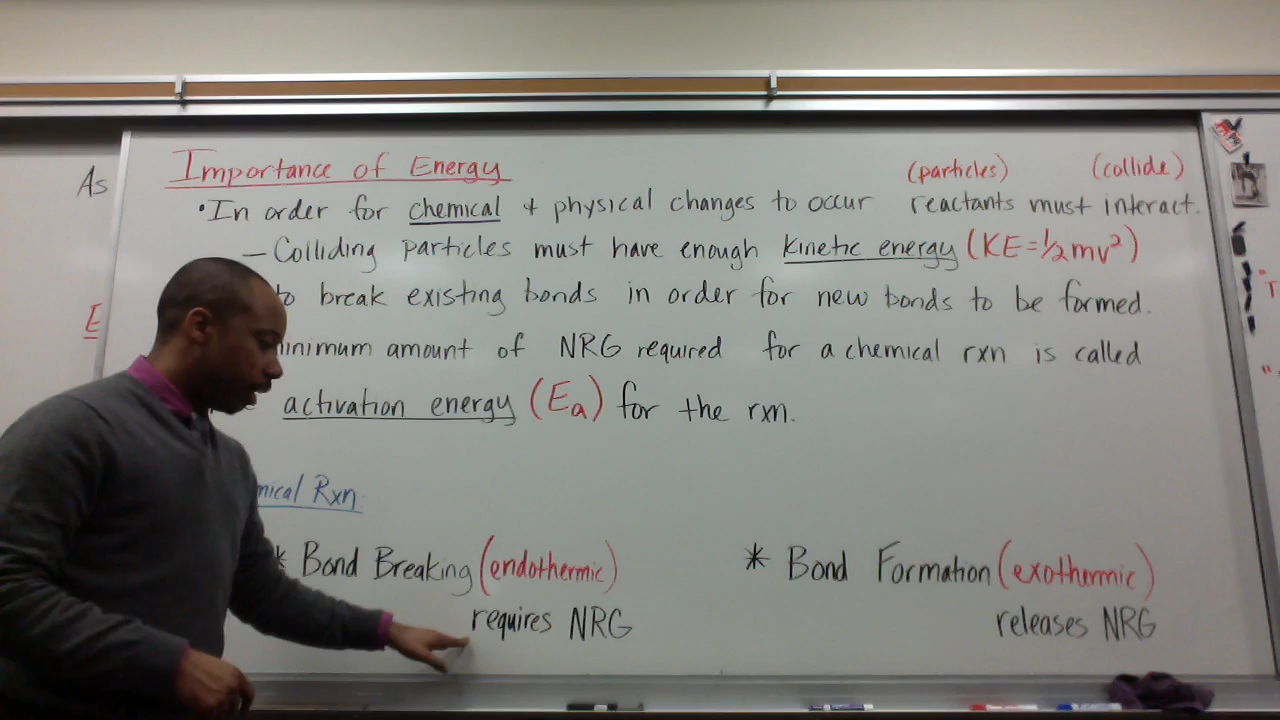 Importance of Energy
(particles) (collide)
• In order for chemical + physical changes to occur reactants must interact.
– Colliding particles must have enough kinetic energy (KE=½mv²)
to break existing bonds in order for new bonds to be formed.
amount of NRG required for a chemical rxn is called
activation energy (Ea) for the rxn.
Rxn
* Bond Breaking (endothermic)
requires NRG
* Bond Formation (exothermic)
releases NRG
As
E